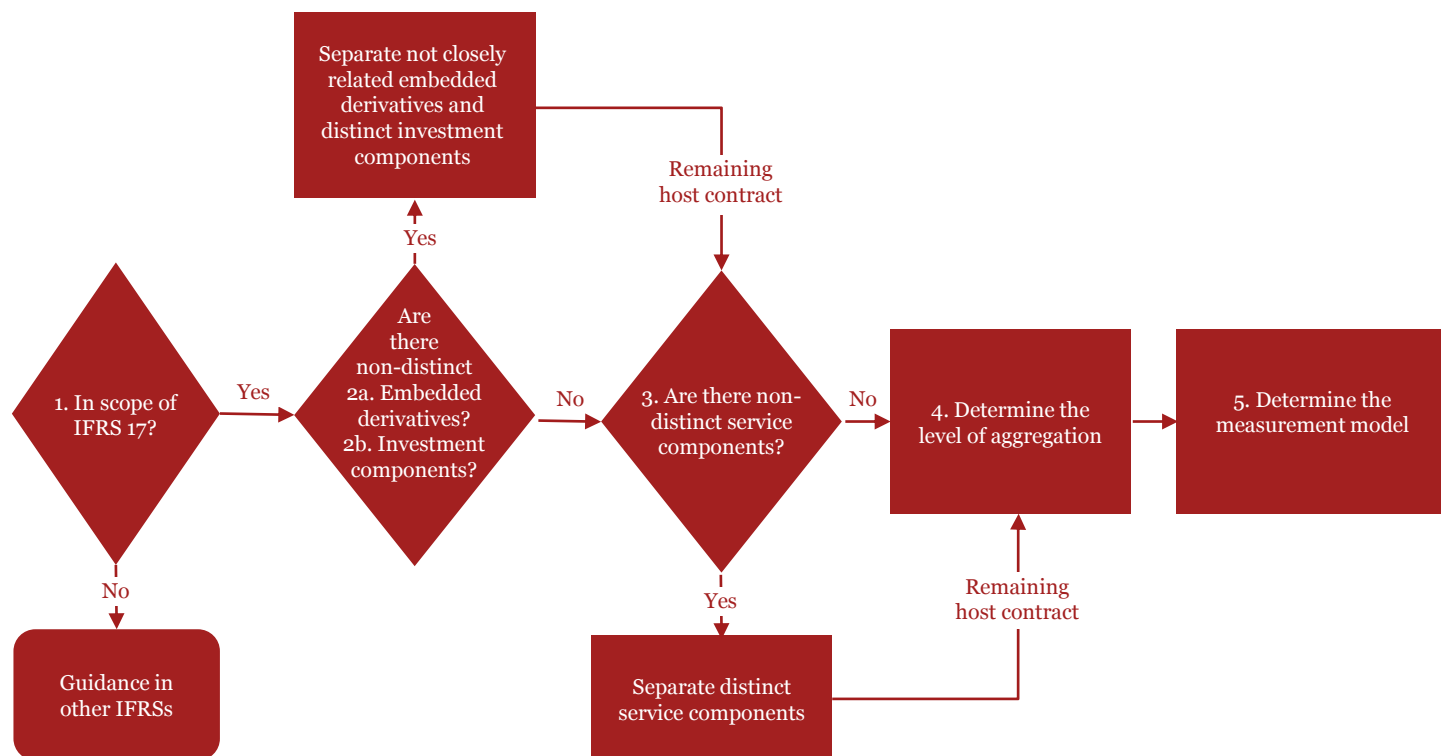 Separate not closely
related embedded
derivatives and
distinct investment
components
Remaining
host contract
Yes
1. In scope of
IFRS 17?
Yes
Are
there
non-distinct
2a. Embedded
derivatives?
2b. Investment
components?
No
3. Are there non-
distinct service
components?
No
4. Determine the
level of aggregation
5. Determine the
measurement model
No
Guidance in
other IFRSs
Yes
Separate distinct
service components
Remaining
host contract